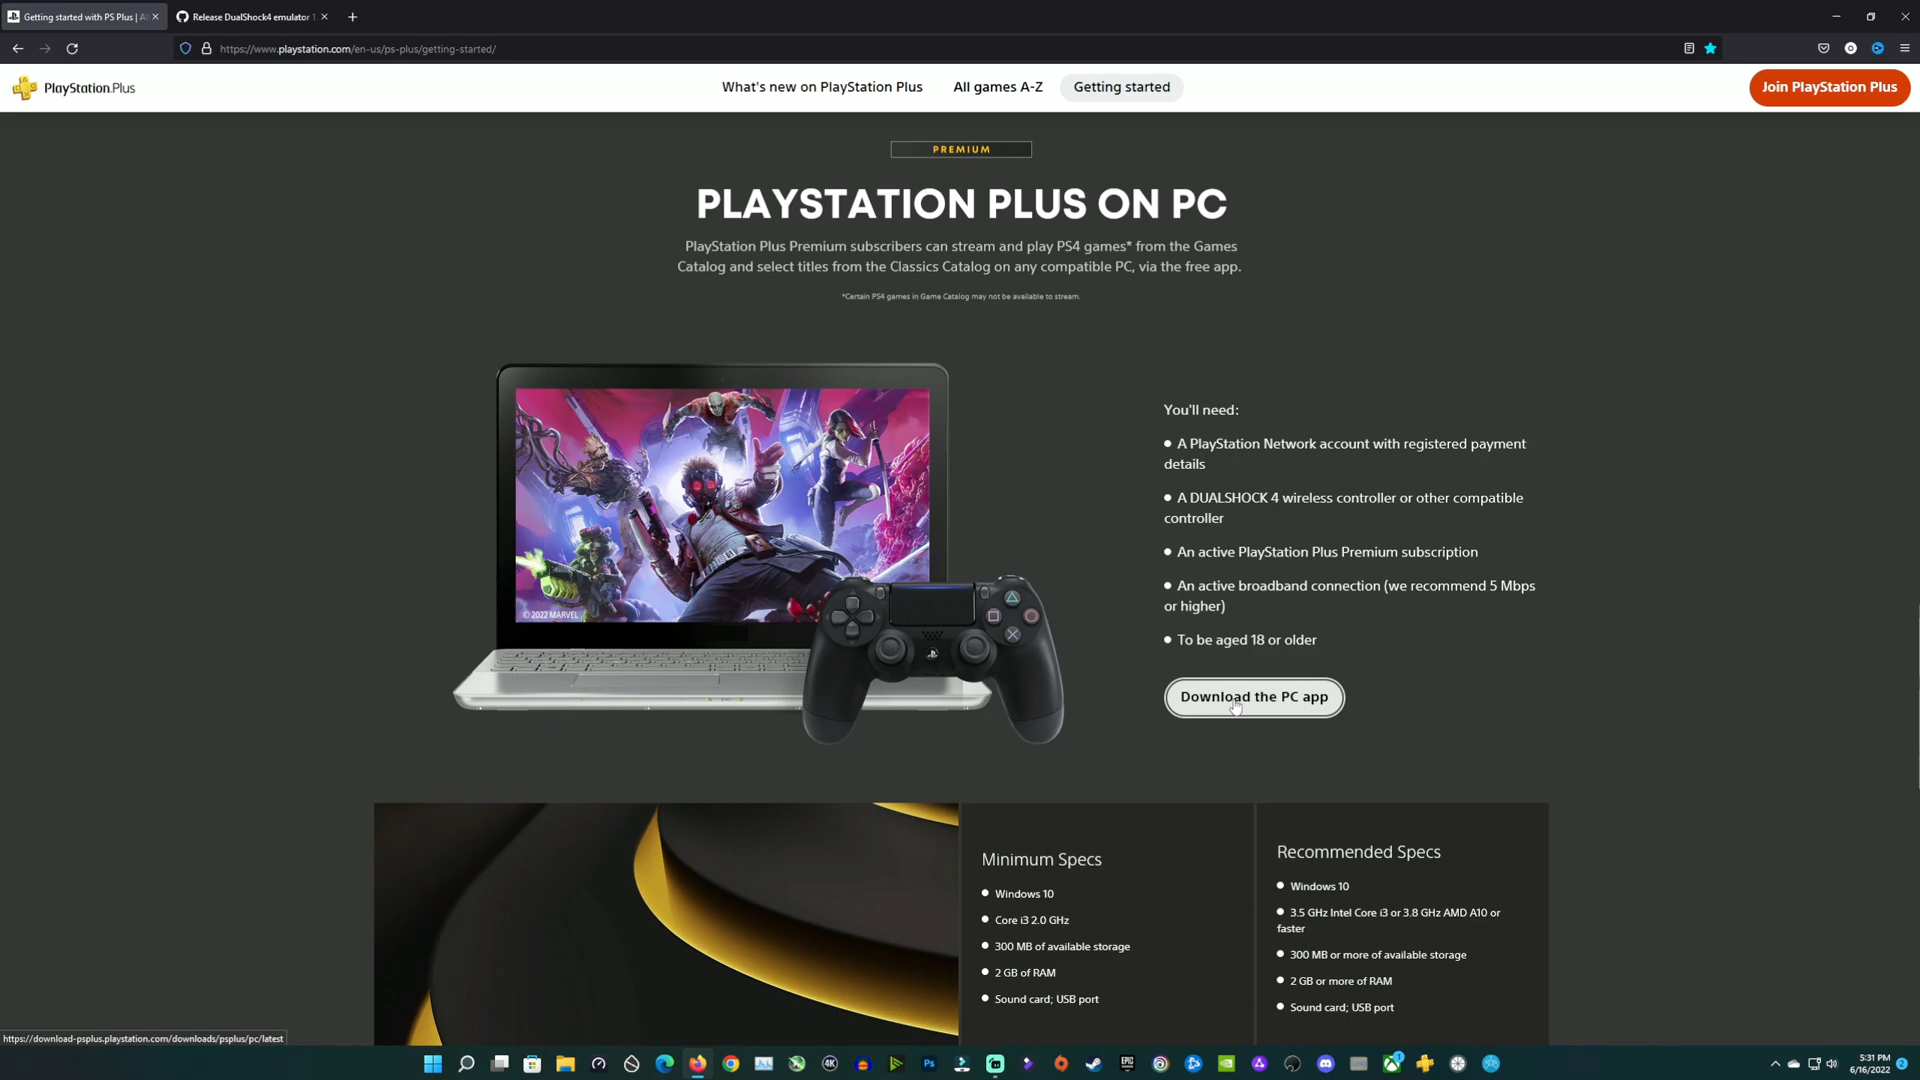 Getting started with PS Plus | Al
Release DualShock4 emulator 1
https://www.playstation.com/en-us/ps-plus/getting-started/
PlayStation.Plus
What's new on PlayStation Plus
All games A-Z
Getting started
Join PlayStation Plus
PREMIUM
PLAYSTATION PLUS ON PC
PlayStation Plus Premium subscribers can stream and play PS4 games* from the Games
Catalog and select titles from the Classics Catalog on any compatible PC, via the free app.
*Certain PS4 games in Game Catalog may not be available to stream.
© 2022 MARVEL
You'll need:
● A PlayStation Network account with registered payment
details
● A DUALSHOCK 4 wireless controller or other compatible
controller
● An active PlayStation Plus Premium subscription
● An active broadband connection (we recommend 5 Mbps
or higher)
● To be aged 18 or older
Download the PC app
Minimum Specs
● Windows 10
● Core i3 2.0 GHz
● 300 MB of available storage
● 2 GB of RAM
● Sound card; USB port
Recommended Specs
● Windows 10
● 3.5 GHz Intel Core i3 or 3.8 GHz AMD A10 or
faster
● 300 MB or more of available storage
● 2 GB or more of RAM
● Sound card; USB port
https://download-psplus.playstation.com/downloads/psplus/pc/latest
4K
Ps
EPIC
5:31 PM
6/16/2022
2